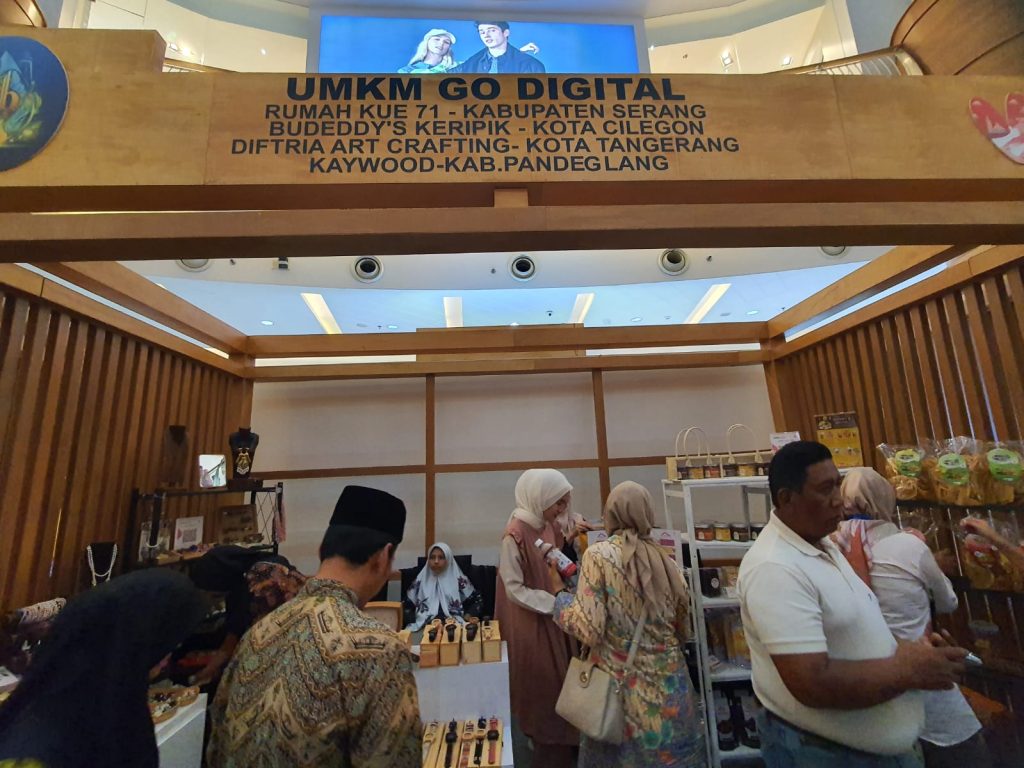 UMKM GO DIGITAL
RUMAH KUE 71 - KABUPATEN SERANG
BUDEDDY'S KERIPIK - KOTA CILEGON
DIFTRIA ART CRAFTING- KOTA TANGERANG
KAYWOOD-KAB.PANDEGLANG